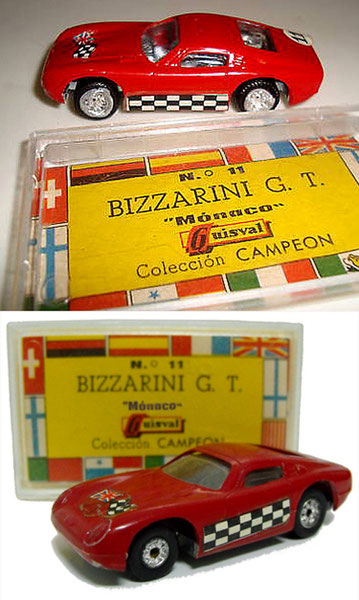 N.º 11
BIZZARINI G. T.
"Mónaco"
Guisval
Colección CAMPEON
N.º 11
BIZZARINI G. T.
"Mónaco"
Guisval
Colección CAMPEON